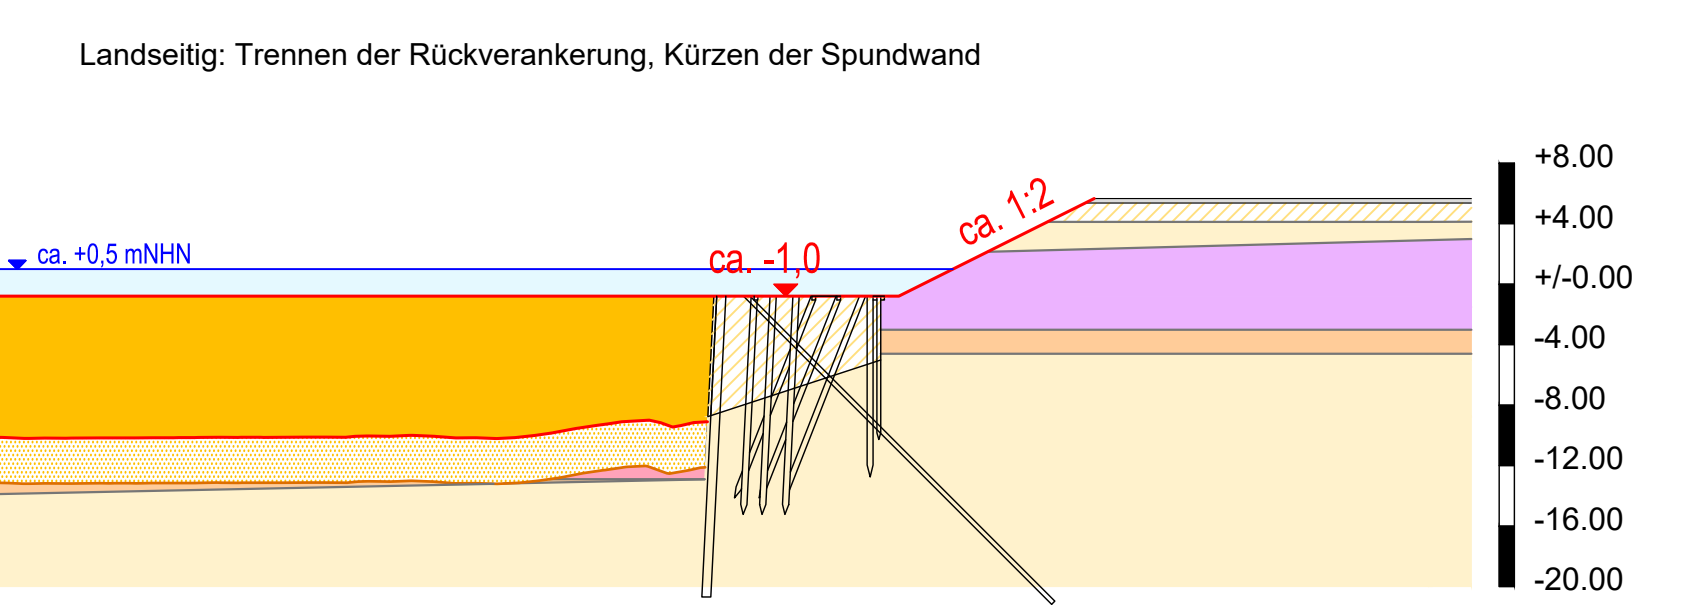 Landseitig: Trennen der Rückverankerung, Kürzen der Spundwand
+8.00
ca. 1:2
+4.00
ca. +0,5 mNHN
ca. -1,0
+/-0.00
-4.00
-8.00
-12.00
-16.00
-20.00